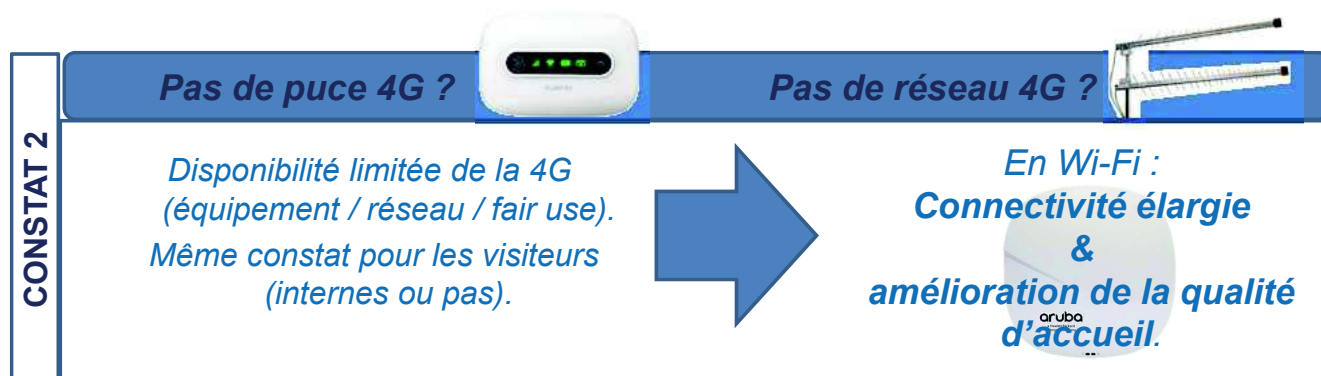 CONSTAT 2
Pas de puce 4G ?
Pas de réseau 4G ?
Disponibilité limitée de la 4G
(équipement / réseau / fair use).
Même constat pour les visiteurs
(internes ou pas).
En Wi-Fi :
Connectivité élargie
&
amélioration de la qualité
d’accueil.
aruba